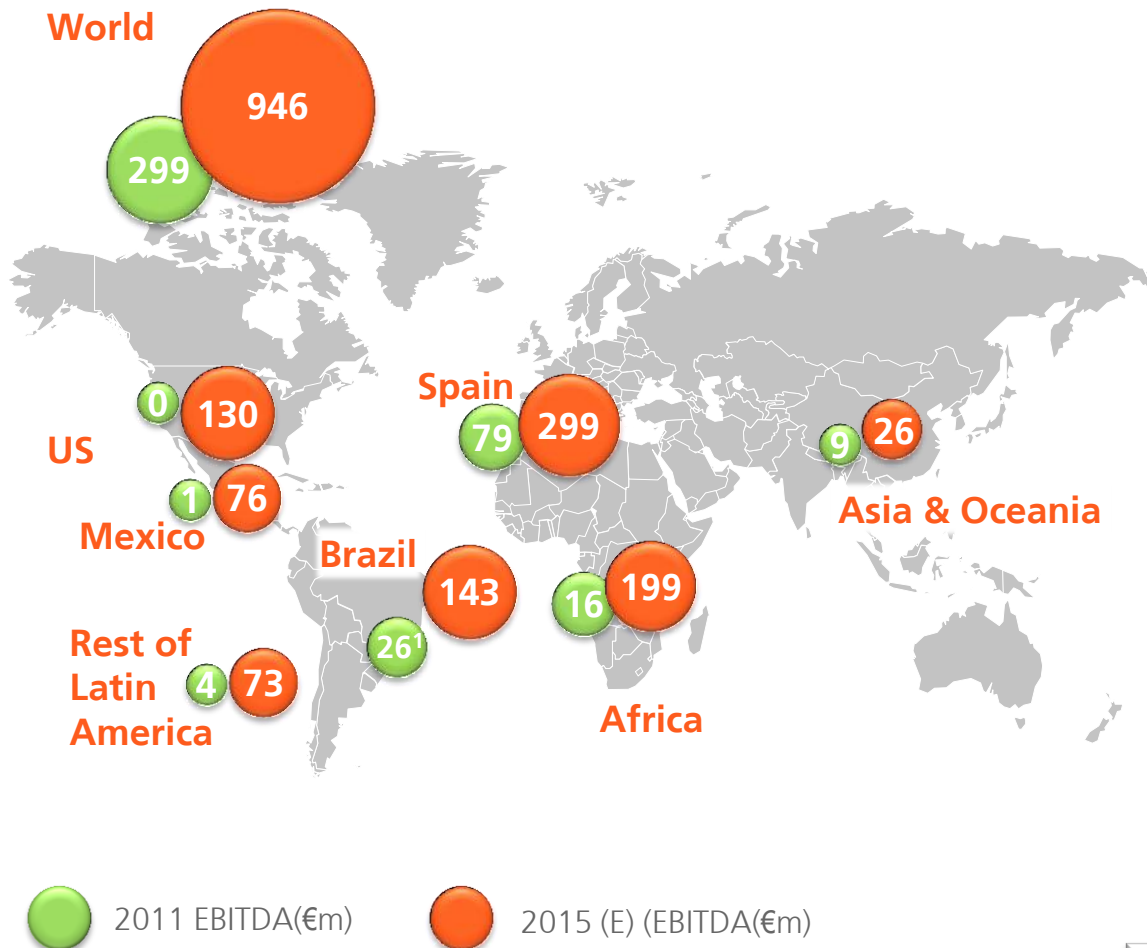 World
946
299
0
130
US
1
76
Mexico
Spain
79
299
9
26
Asia & Oceania
Brazil
143
26¹
16
199
Africa
Rest of
Latin
America
4
73
2011 EBITDA(€m)
2015 (E) (EBITDA(€m)